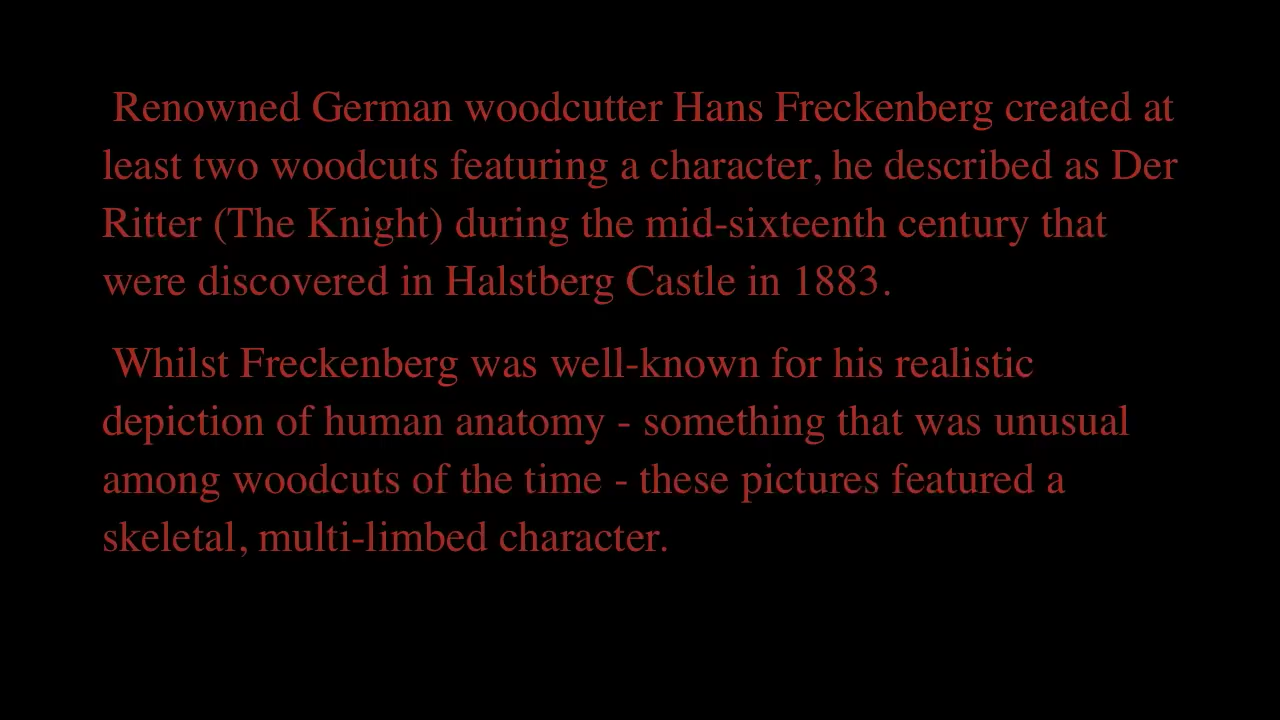 Renowned German woodcutter Hans Freckenberg created at
least two woodcuts featuring a character, he described as Der
Ritter (The Knight) during the mid-sixteenth century that
were discovered in Halstberg Castle in 1883.
Whilst Freckenberg was well-known for his realistic
depiction of human anatomy - something that was unusual
among woodcuts of the time - these pictures featured a
skeletal, multi-limbed character.